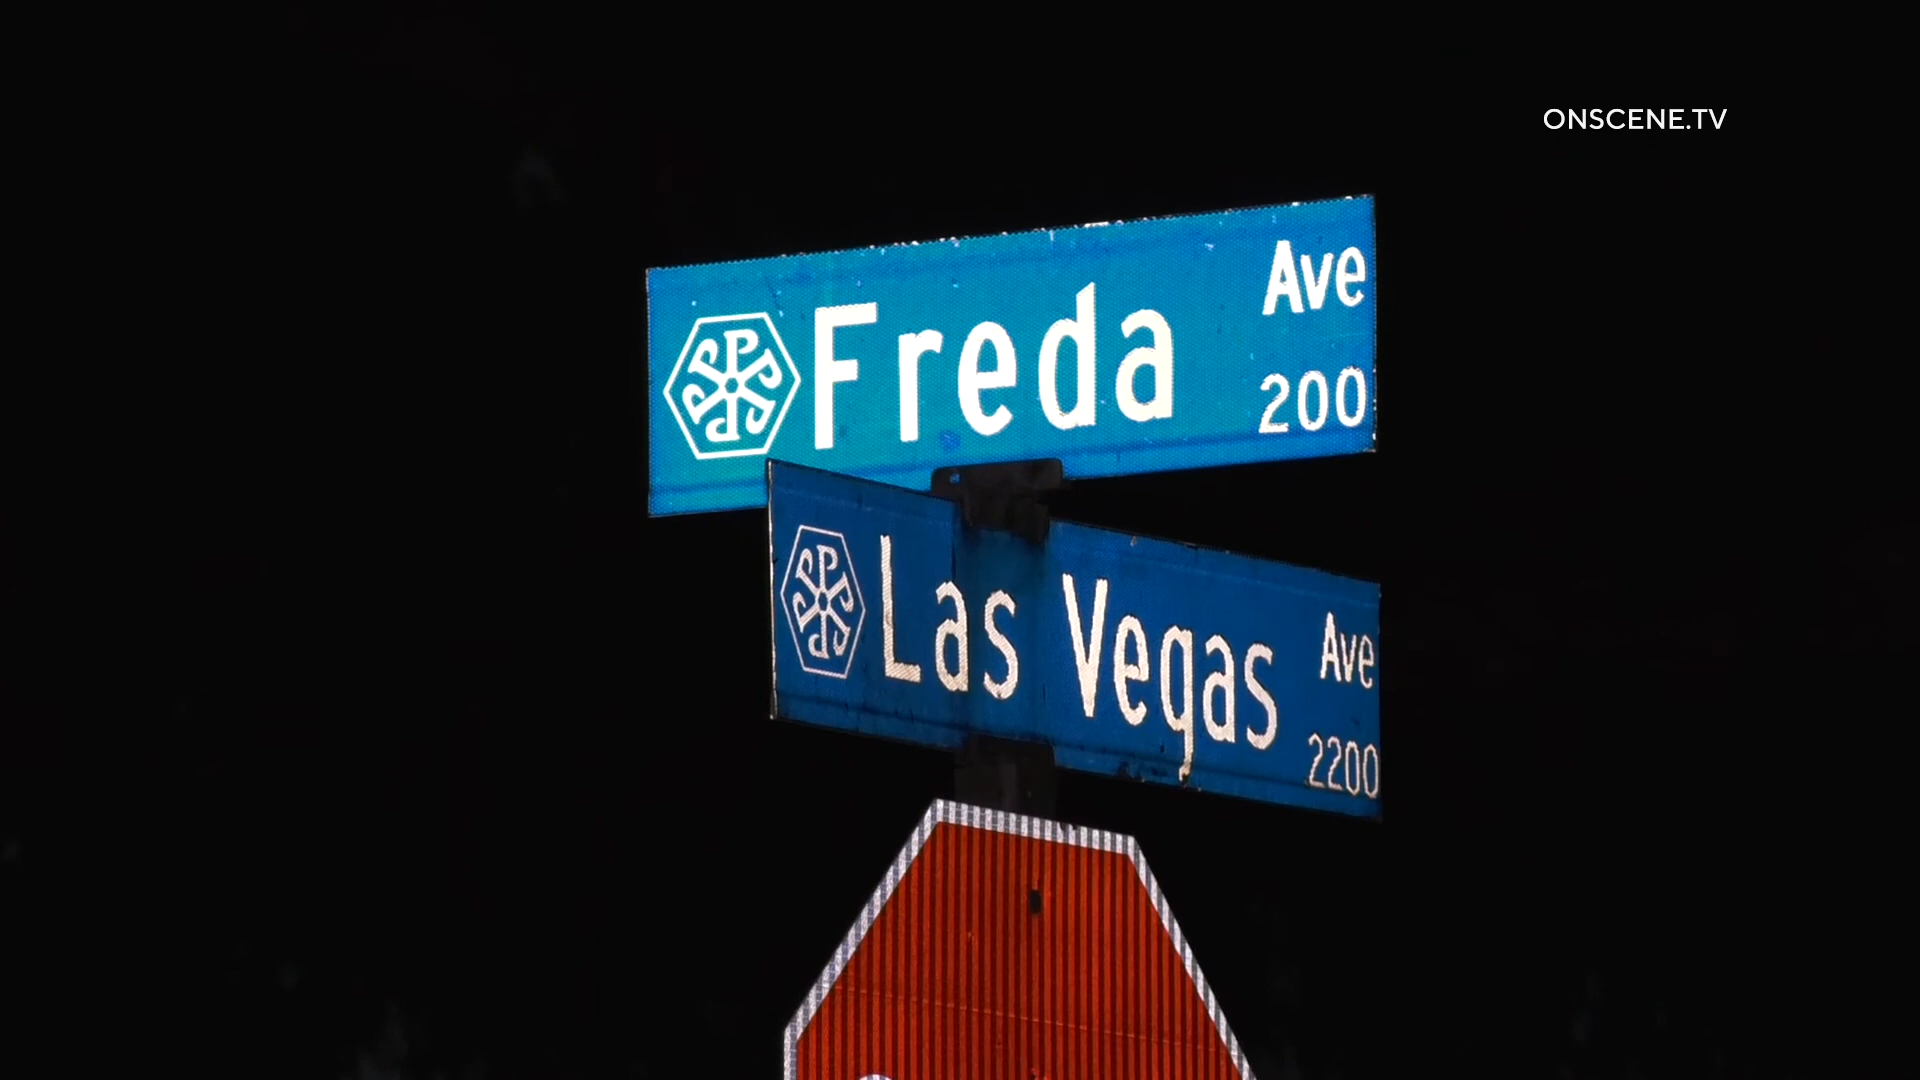 ONSCENE.TV
Freda Ave
200
Las Vegas Ave
2200